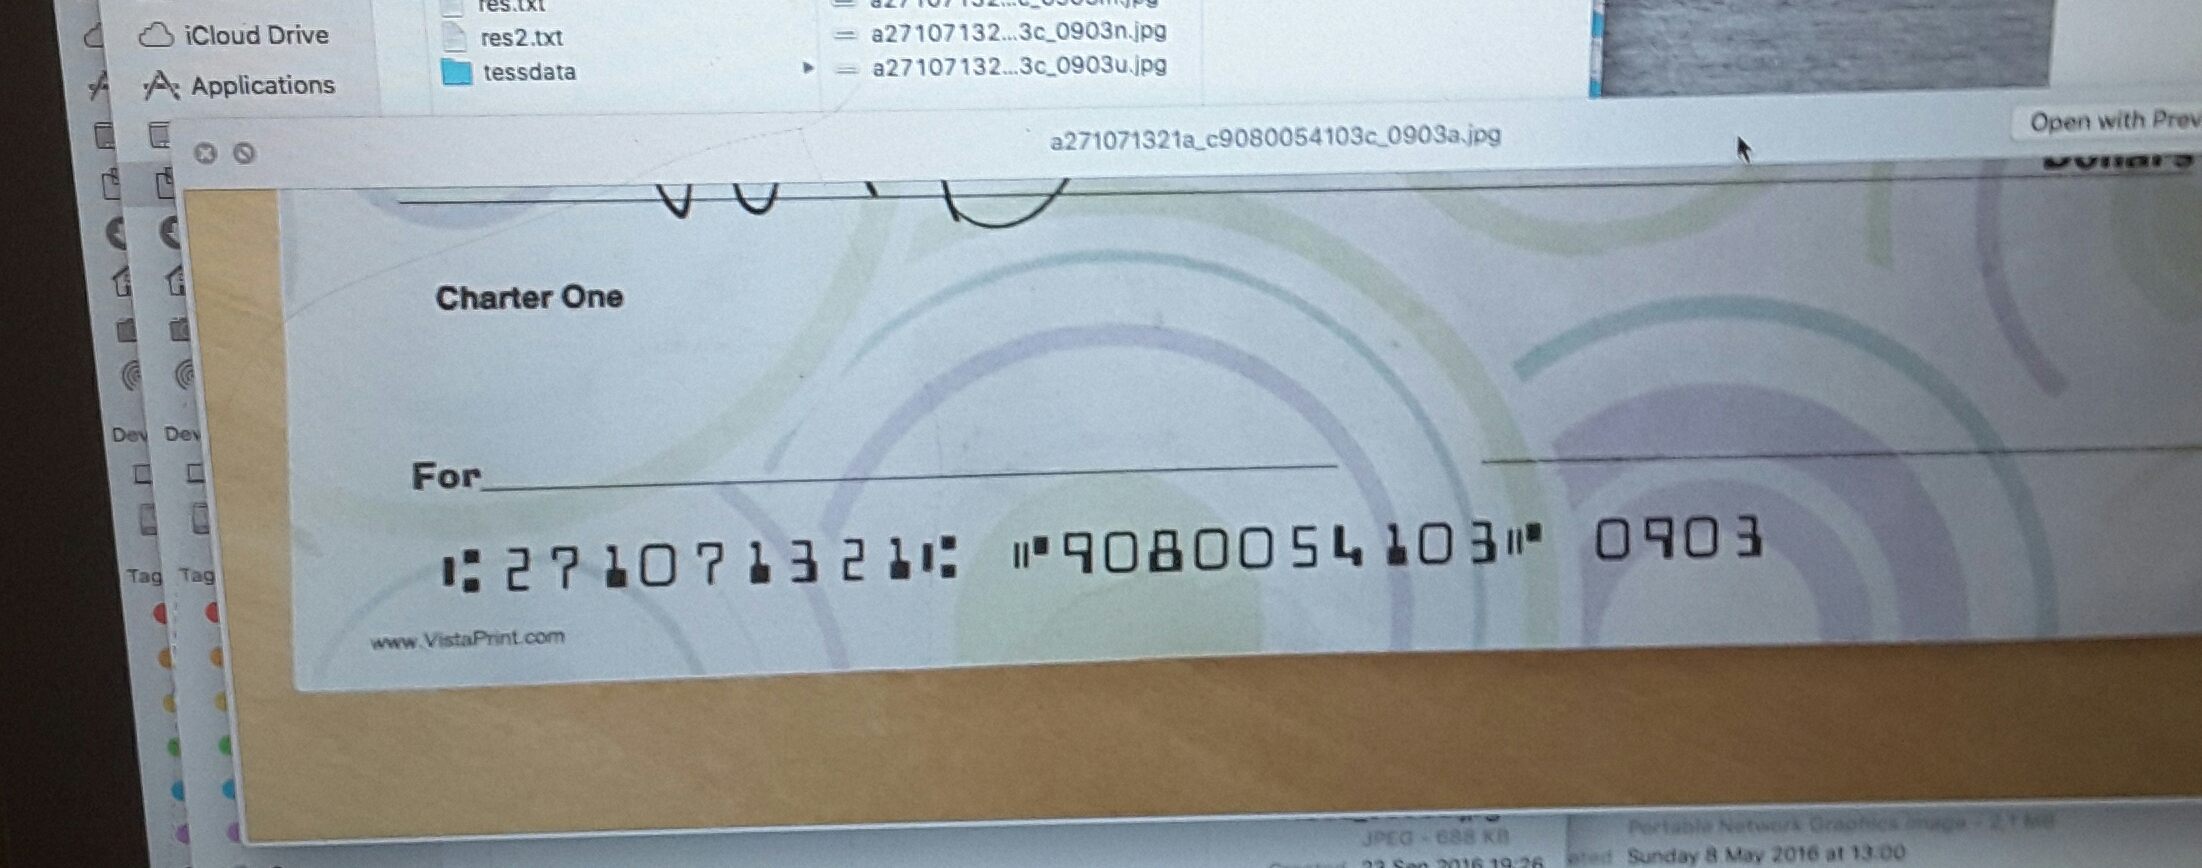 iCloud Drive
Applications
res.txt
res2.txt
tessdata
a27107132...3c_0903n.jpg
a27107132...3c_0903u.jpg
a271071321a_c9080054103c_0903a.jpg
Open with Prev
Dollars
Charter One
For
⑆271071321⑆ ⑈9080054103⑈ 0903
www.VistaPrint.com
Dev
Dev
Tag
Tag
JPEG - 688 KB
23 Sep 2016 19:26
Portable Network Graphics image - 2,1 MB
Sunday 8 May 2016 at 13:00